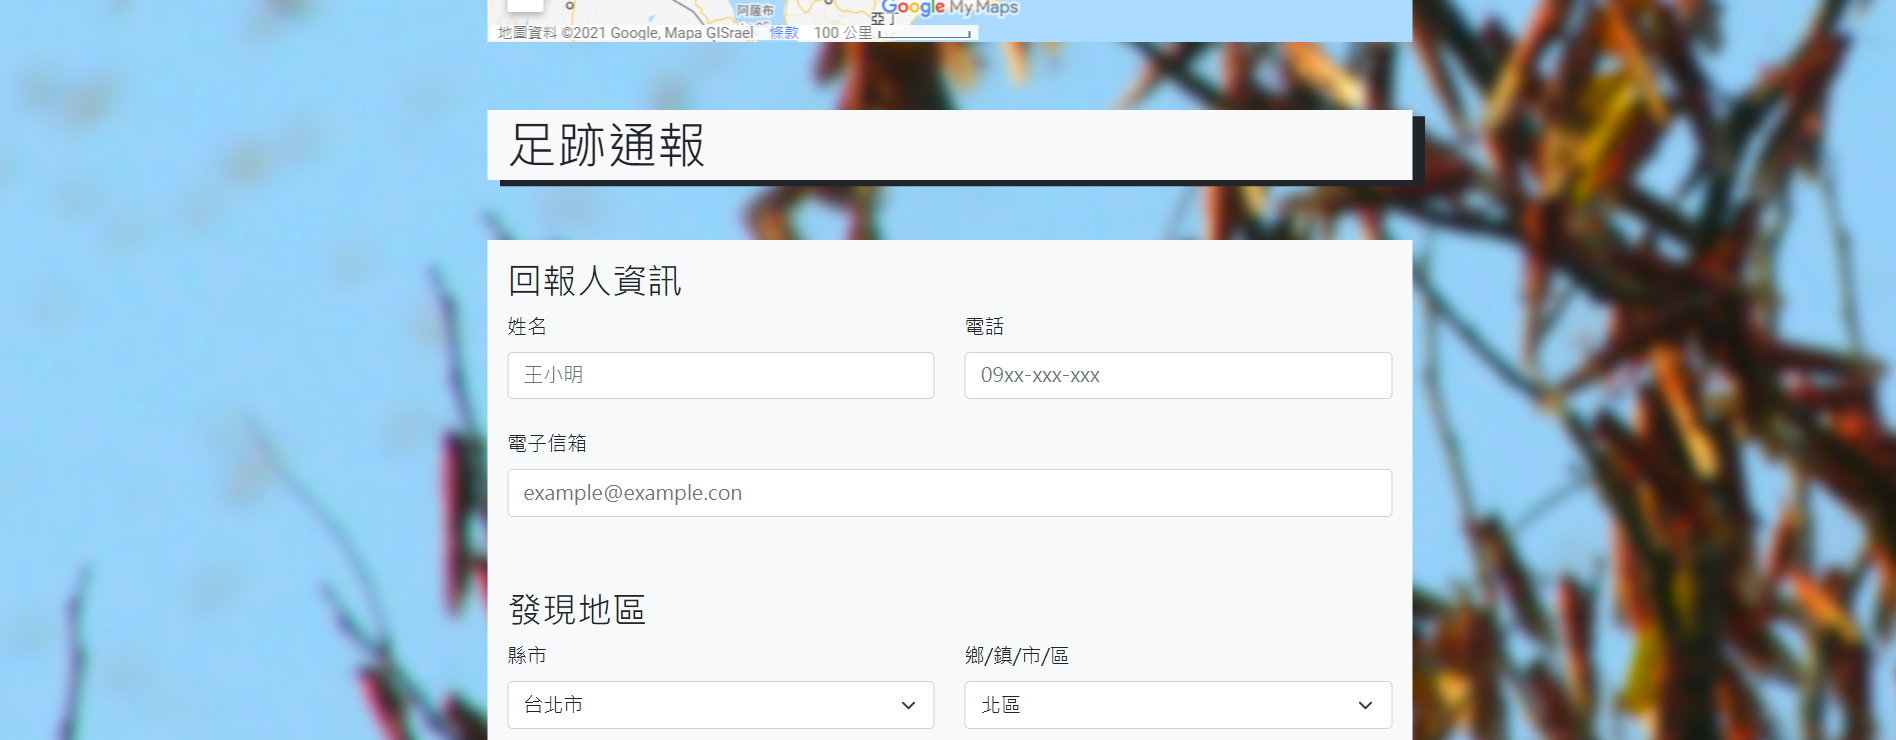 阿薩布
亞丁
Google My Maps
地圖資料 ©2021 Google, Mapa GISrael 條款 100 公里
足跡通報
回報人資訊
姓名 電話
王小明 09xx-xxx-xxx
電子信箱
example@example.con
發現地區
縣市 鄉/鎮/市/區
台北市 北區